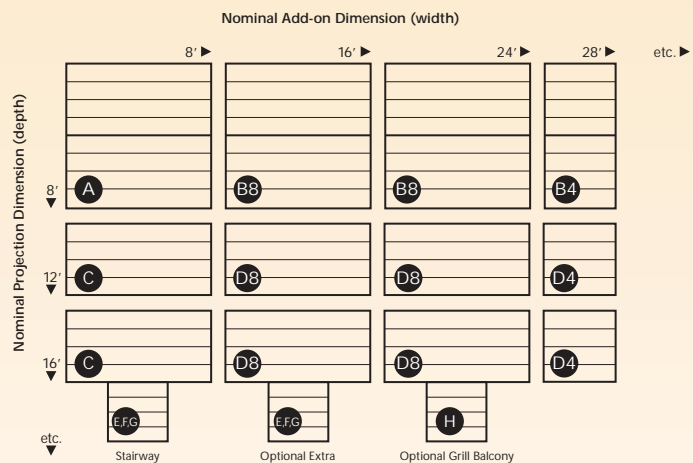 Nominal Add-on Dimension (width)
8' ▶ 16' ▶ 24' ▶ 28' ▶ etc. ▶
Nominal Projection Dimension (depth)
8' ▼
A B8 B8 B4
12' ▼
C D8 D8 D4
16' ▼
C D8 D8 D4
E,F,G E,F,G H
etc. ▼
Stairway Optional Extra Optional Grill Balcony